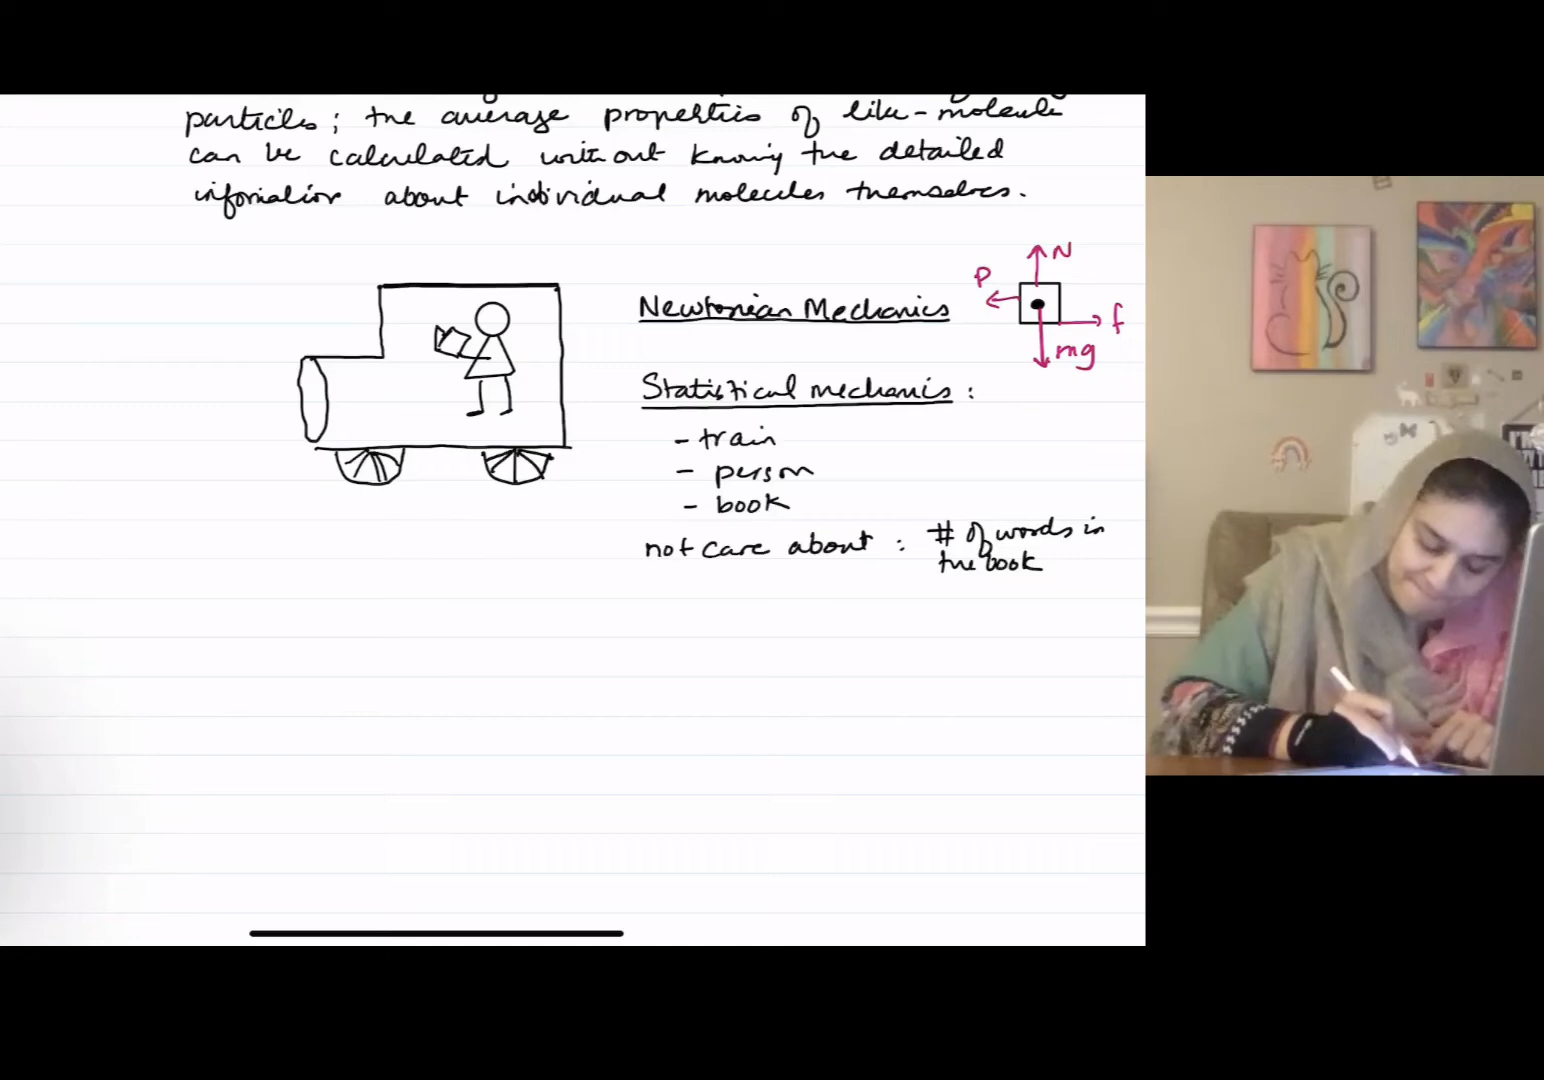 particles; the average properties of like-molecule
can be calculated without knowing the detailed
information about individual molecules themselves.
N
P
Newtonian Mechanics
f
mg
Statistical mechanics :
- train
- person
- book
not care about : # of words in
the book